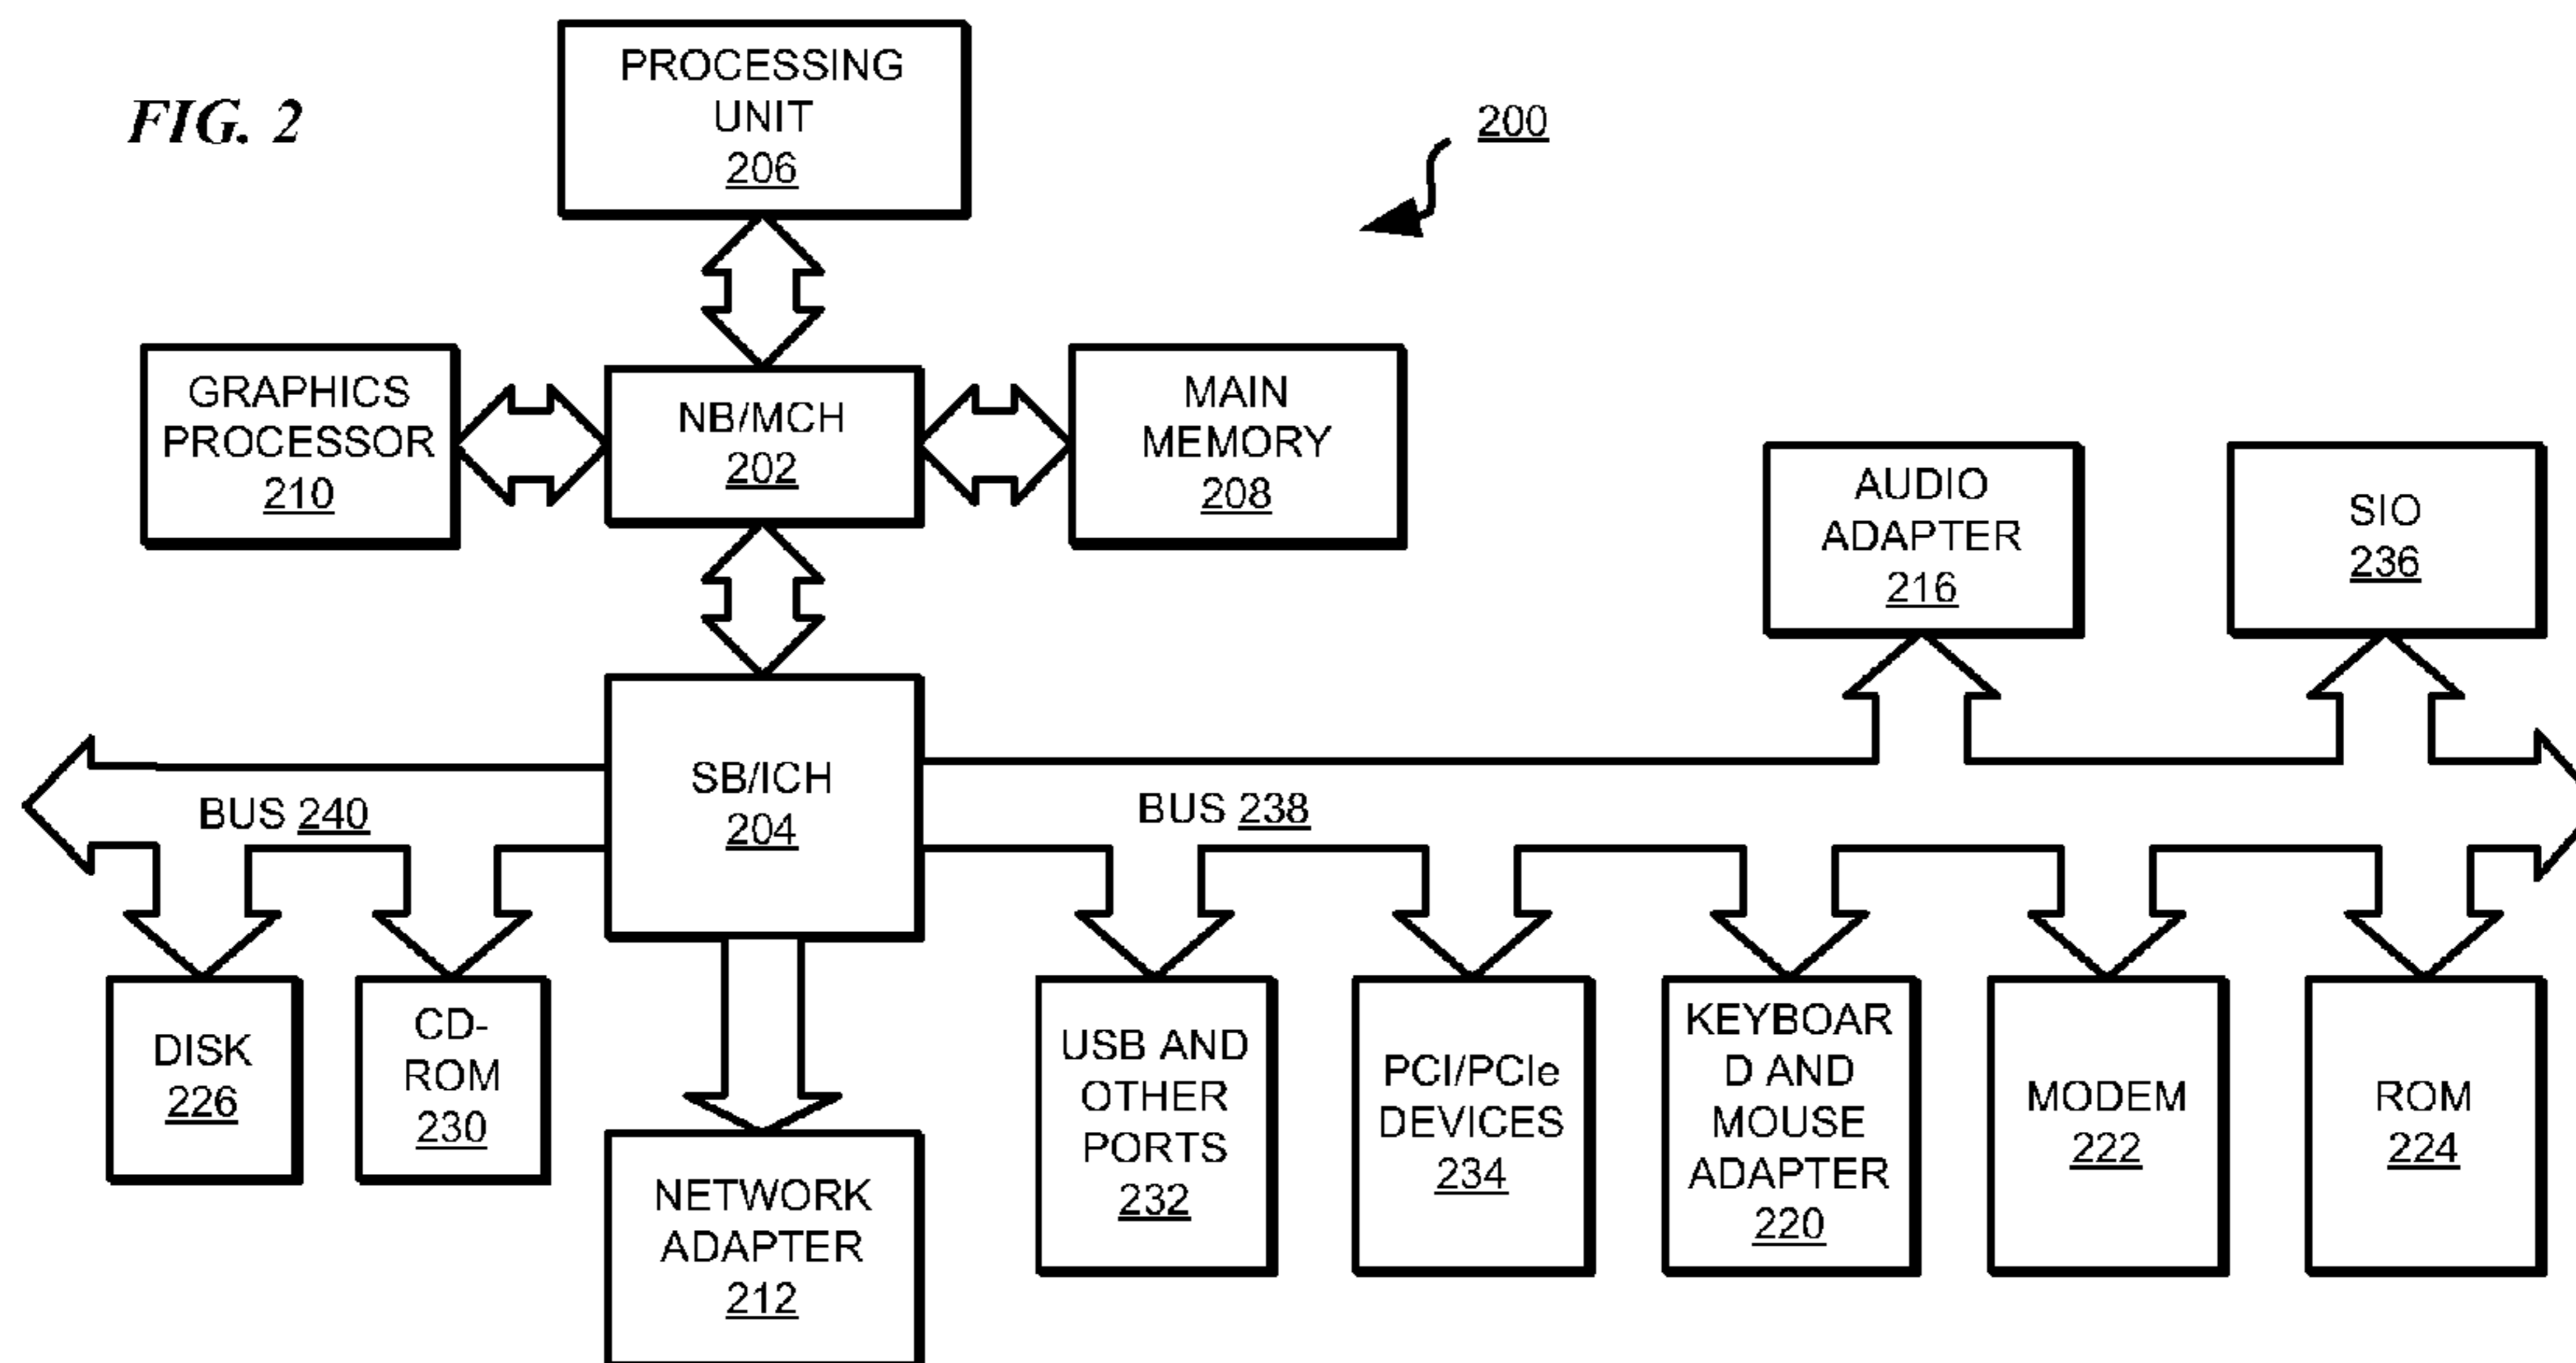 FIG. 2
PROCESSING
UNIT
206
200
GRAPHICS
PROCESSOR
210
NB/MCH
202
MAIN
MEMORY
208
AUDIO
ADAPTER
216
SIO
236
SB/ICH
204
BUS 240
BUS 238
DISK
226
CD-
ROM
230
NETWORK
ADAPTER
212
USB AND
OTHER
PORTS
232
PCI/PCIe
DEVICES
234
KEYBOAR
D AND
MOUSE
ADAPTER
220
MODEM
222
ROM
224